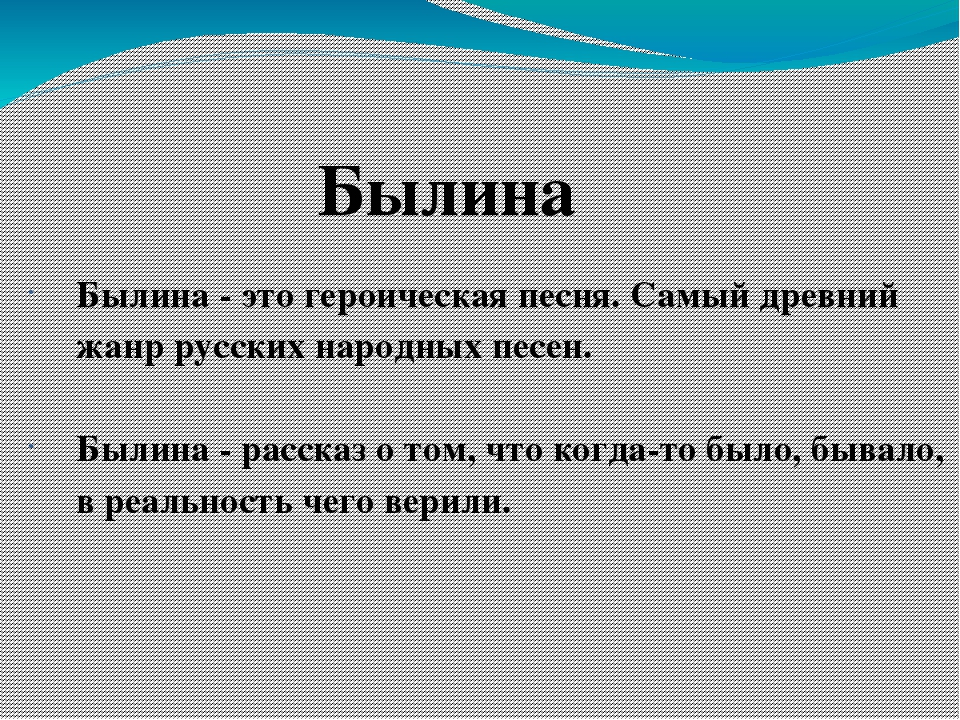 Былина
Былина - это героическая песня. Самый древний
жанр русских народных песен.
Былина - рассказ о том, что когда-то было, бывало,
в реальность чего верили.